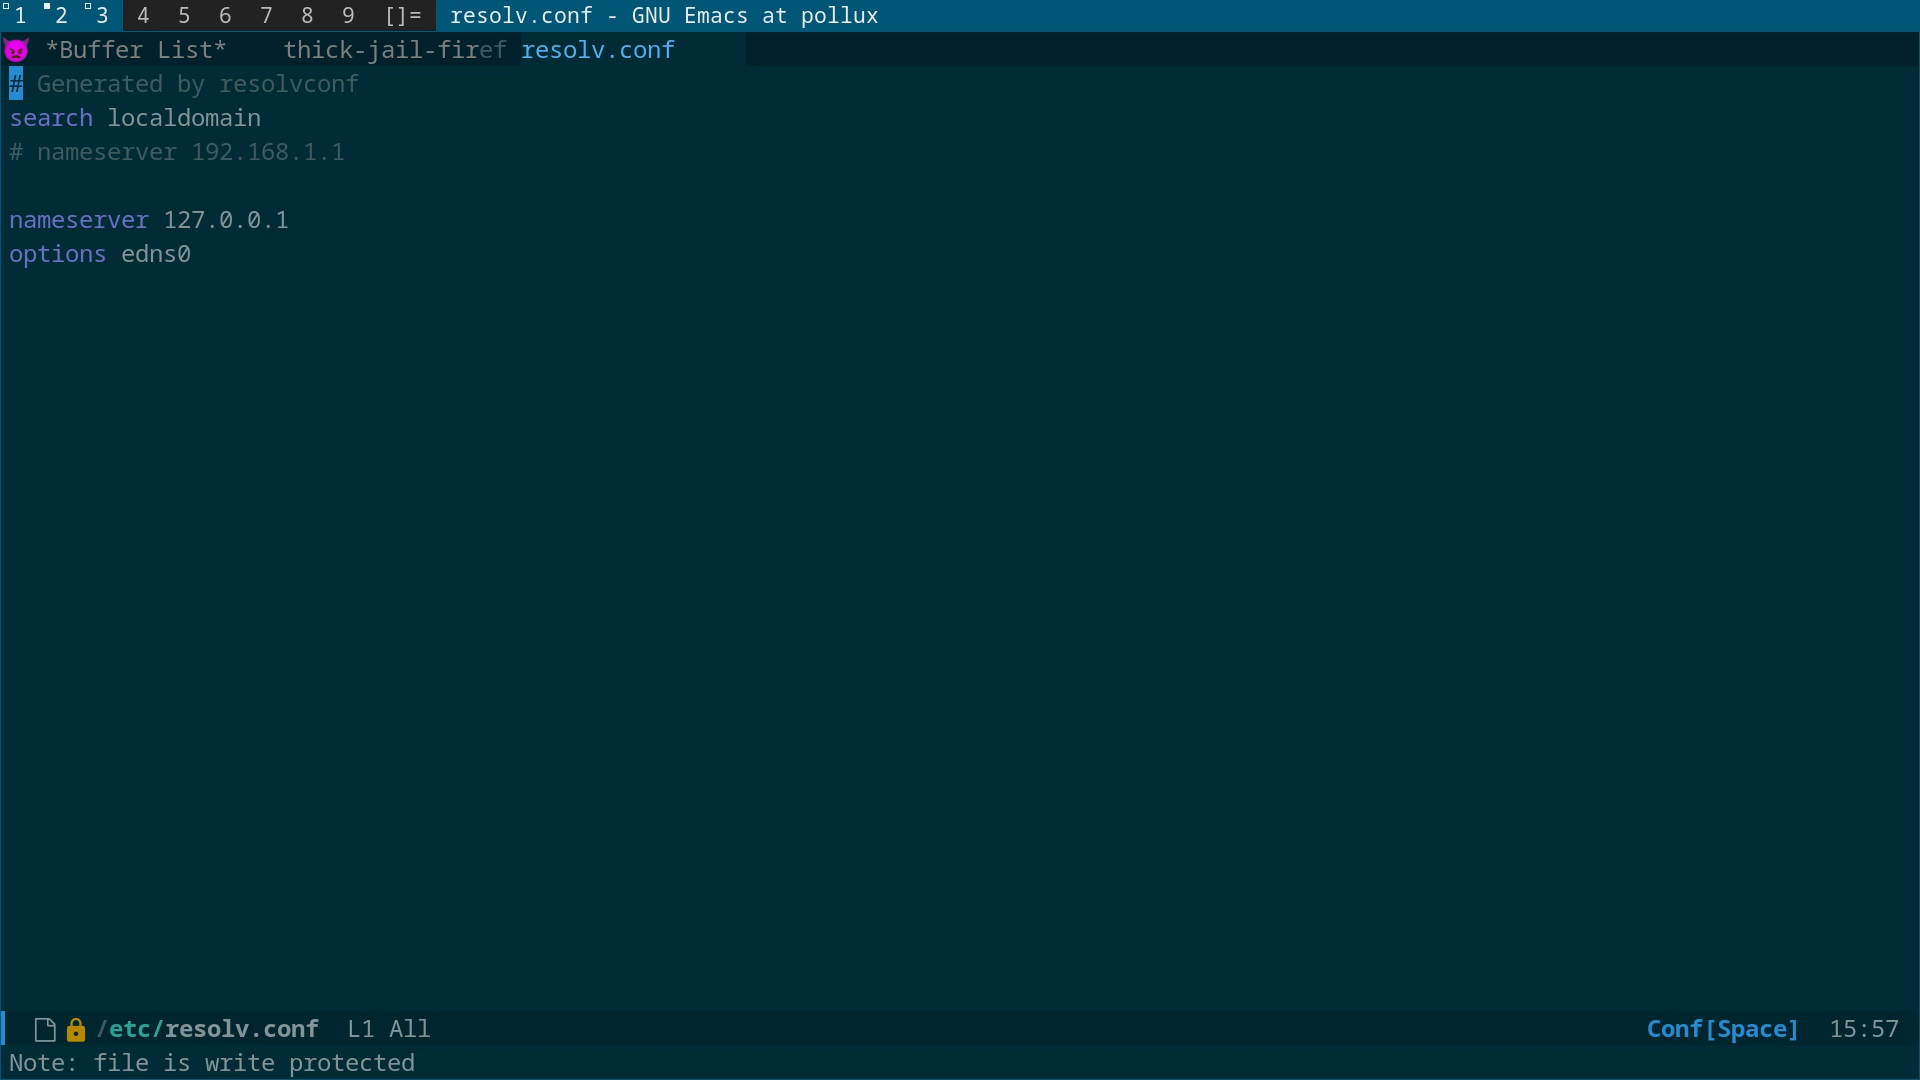 1 2 3 4 5 6 7 8 9 []= resolv.conf - GNU Emacs at pollux
*Buffer List* thick-jail-firef resolv.conf
# Generated by resolvconf
search localdomain
# nameserver 192.168.1.1
nameserver 127.0.0.1
options edns0
/etc/resolv.conf L1 All Conf[Space] 15:57
Note: file is write protected